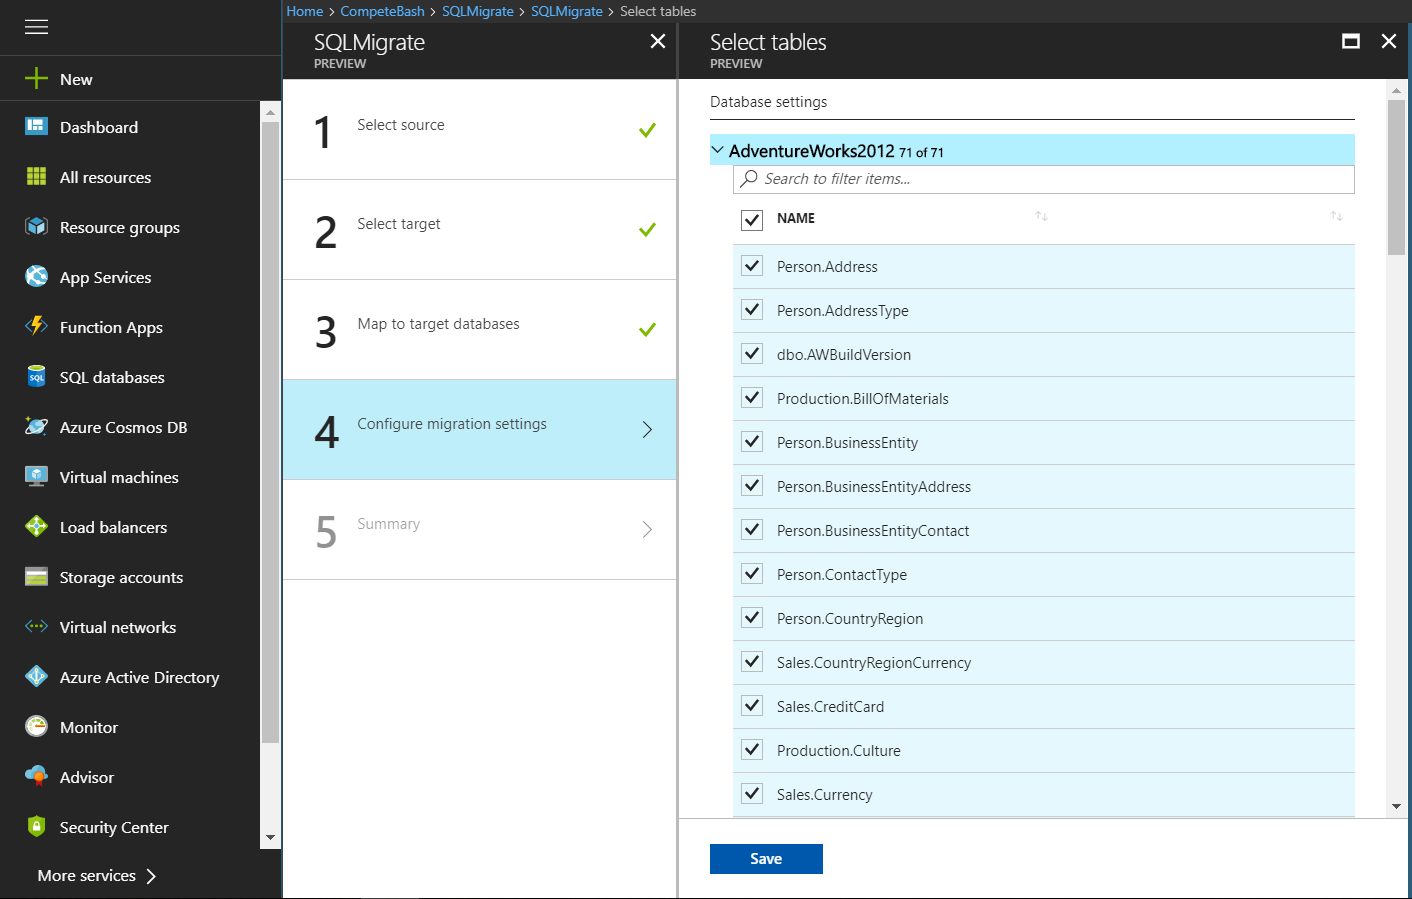 Home > CompeteBash > SQLMigrate > SQLMigrate > Select tables
New
Dashboard
All resources
Resource groups
App Services
Function Apps
SQL databases
Azure Cosmos DB
Virtual machines
Load balancers
Storage accounts
Virtual networks
Azure Active Directory
Monitor
Advisor
Security Center
More services >
SQLMigrate
PREVIEW
1 Select source
2 Select target
3 Map to target databases
4 Configure migration settings
5 Summary
Select tables
PREVIEW
Database settings
AdventureWorks2012 71 of 71
Search to filter items...
NAME
Person.Address
Person.AddressType
dbo.AWBuildVersion
Production.BillOfMaterials
Person.BusinessEntity
Person.BusinessEntityAddress
Person.BusinessEntityContact
Person.ContactType
Person.CountryRegion
Sales.CountryRegionCurrency
Sales.CreditCard
Production.Culture
Sales.Currency
Save